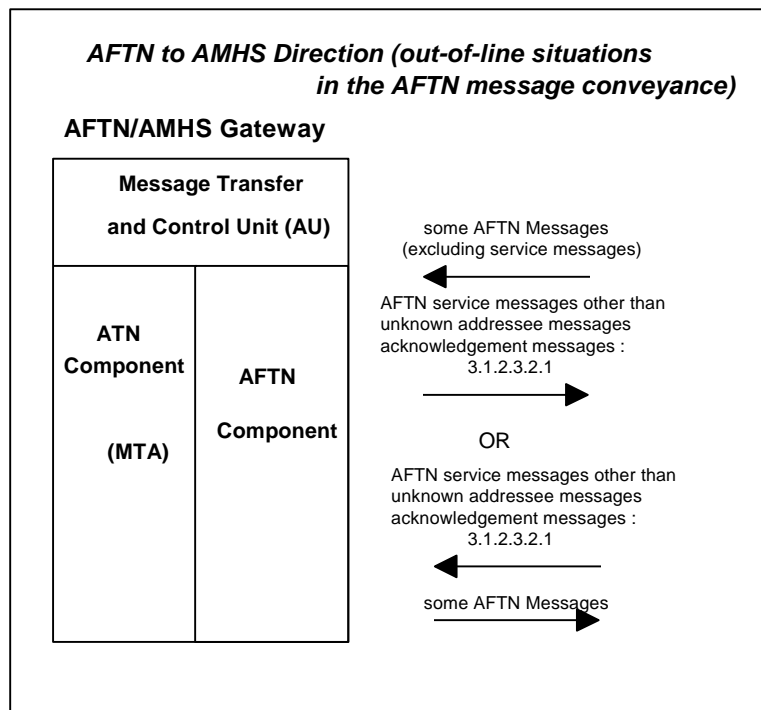 AFTN to AMHS Direction (out-of-line situations
in the AFTN message conveyance)
AFTN/AMHS Gateway
Message Transfer
and Control Unit (AU)
ATN
Component
(MTA)
AFTN
Component
some AFTN Messages
(excluding service messages)
AFTN service messages other than
unknown addressee messages
acknowledgement messages :
3.1.2.3.2.1
OR
AFTN service messages other than
unknown addressee messages
acknowledgement messages :
3.1.2.3.2.1
some AFTN Messages